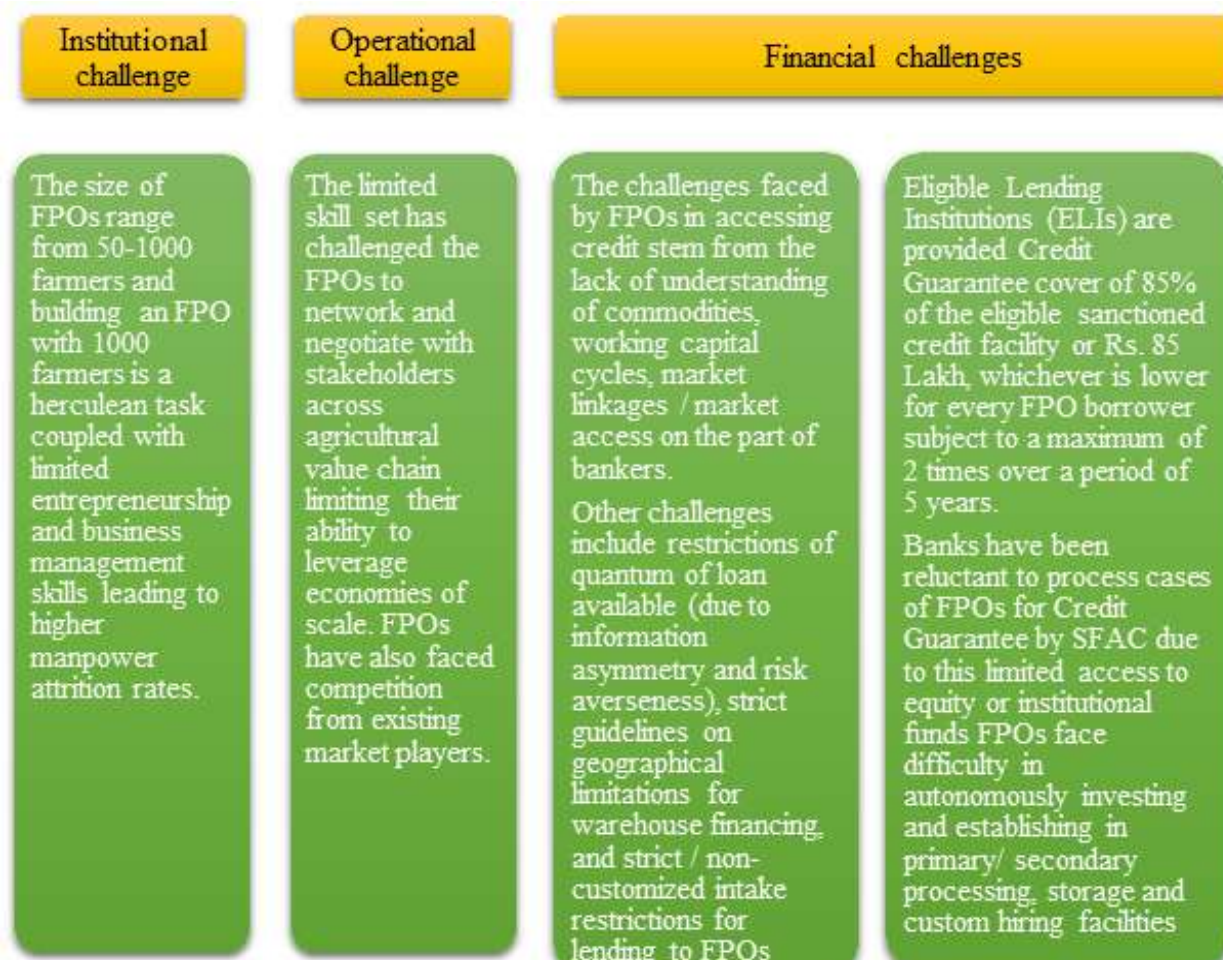 Institutional
challenge
Operational
challenge
Financial challenges
The size of
FPOs range
from 50-1000
farmers and
building an FPO
with 1000
farmers is a
herculean task
coupled with
limited
entrepreneurship
and business
management
skills leading to
higher
manpower
attrition rates.
The limited
skill set has
challenged the
FPOs to
network and
negotiate with
stakeholders
across
agricultural
value chain
limiting their
ability to
leverage
economies of
scale. FPOs
have also faced
competition
from existing
market players.
The challenges faced
by FPOs in accessing
credit stem from the
lack of understanding
of commodities,
working capital
cycles, market
linkages / market
access on the part of
bankers.
Other challenges
include restrictions of
quantum of loan
available (due to
information
asymmetry and risk
averseness), strict
guidelines on
geographical
limitations for
warehouse financing,
and strict / non-
customized intake
restrictions for
lending to FPOs
Eligible Lending
Institutions (ELIs) are
provided Credit
Guarantee cover of 85%
of the eligible sanctioned
credit facility or Rs. 85
Lakh, whichever is lower
for every FPO borrower
subject to a maximum of
2 times over a period of
5 years.
Banks have been
reluctant to process cases
of FPOs for Credit
Guarantee by SFAC due
to this limited access to
equity or institutional
funds FPOs face
difficulty in
autonomously investing
and establishing in
primary/ secondary
processing, storage and
custom hiring facilities